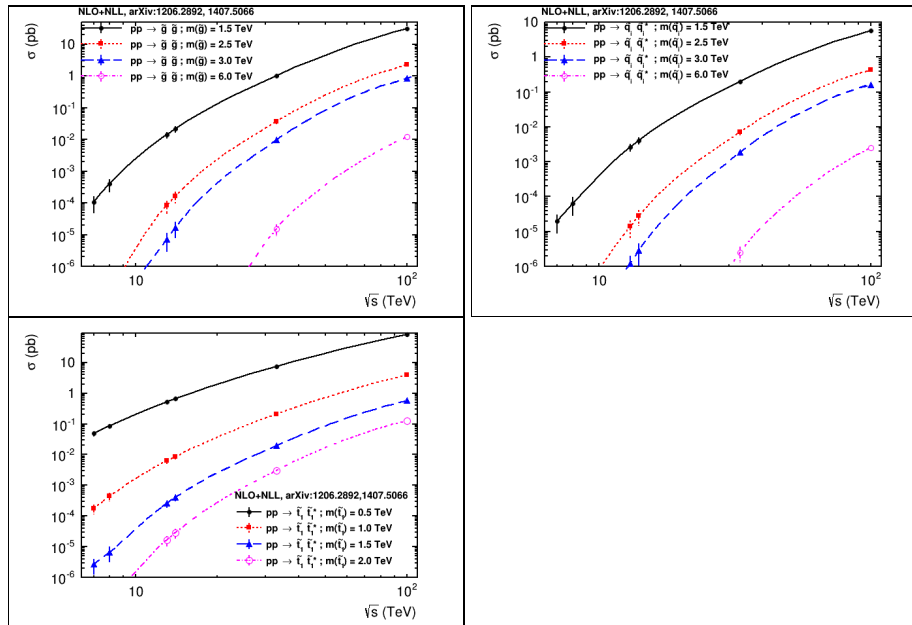 NLO+NLL, arXiv:1206.2892, 1407.5066
pp → g̃ g̃ ; m(g̃) = 1.5 TeV
pp → g̃ g̃ ; m(g̃) = 2.5 TeV
pp → g̃ g̃ ; m(g̃) = 3.0 TeV
pp → g̃ g̃ ; m(g̃) = 6.0 TeV
σ (pb)
10
1
10⁻¹
10⁻²
10⁻³
10⁻⁴
10⁻⁵
10⁻⁶
10
10²
√s (TeV)
NLO+NLL, arXiv:1206.2892, 1407.5066
pp → q̃ᵢ q̃ᵢ* ; m(q̃ᵢ) = 1.5 TeV
pp → q̃ᵢ q̃ᵢ* ; m(q̃ᵢ) = 2.5 TeV
pp → q̃ᵢ q̃ᵢ* ; m(q̃ᵢ) = 3.0 TeV
pp → q̃ᵢ q̃ᵢ* ; m(q̃ᵢ) = 6.0 TeV
σ (pb)
10
1
10⁻¹
10⁻²
10⁻³
10⁻⁴
10⁻⁵
10⁻⁶
10
10²
√s (TeV)
σ (pb)
10
1
10⁻¹
10⁻²
10⁻³
10⁻⁴
10⁻⁵
10⁻⁶
NLO+NLL, arXiv:1206.2892,1407.5066
pp → t̃₁ t̃₁* ; m(t̃₁) = 0.5 TeV
pp → t̃₁ t̃₁* ; m(t̃₁) = 1.0 TeV
pp → t̃₁ t̃₁* ; m(t̃₁) = 1.5 TeV
pp → t̃₁ t̃₁* ; m(t̃₁) = 2.0 TeV
10
10²
√s (TeV)